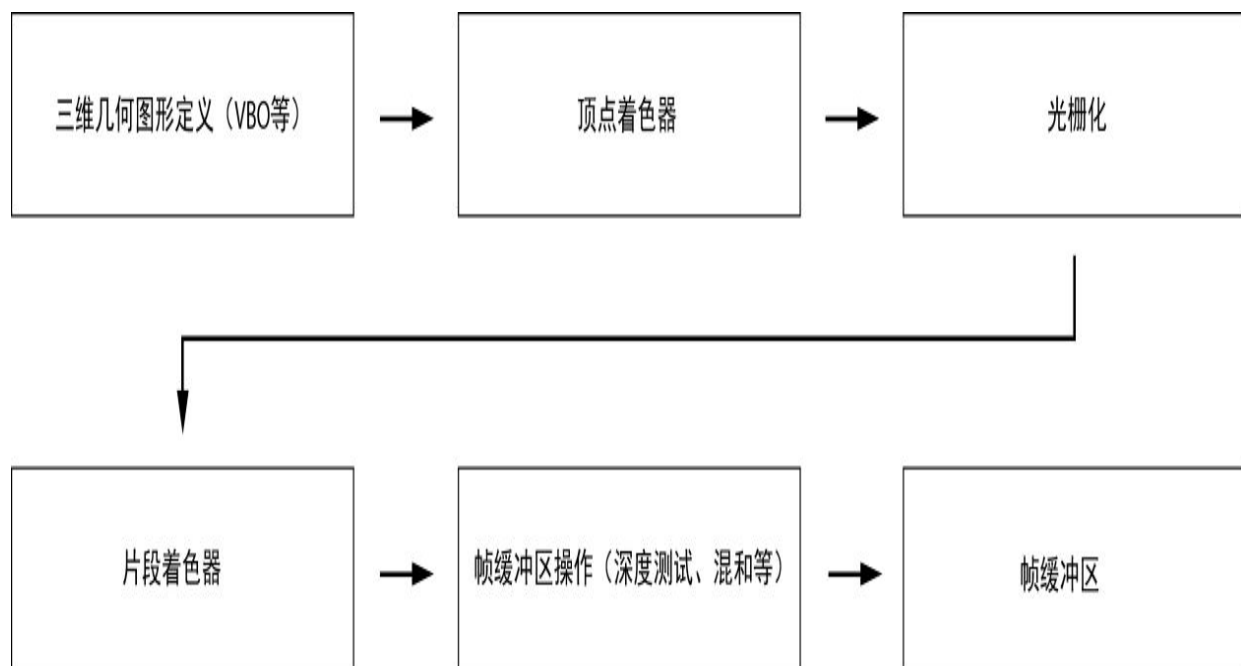 三维几何图形定义（VBO等）
顶点着色器
光栅化
片段着色器
帧缓冲区操作（深度测试、混和等）
帧缓冲区